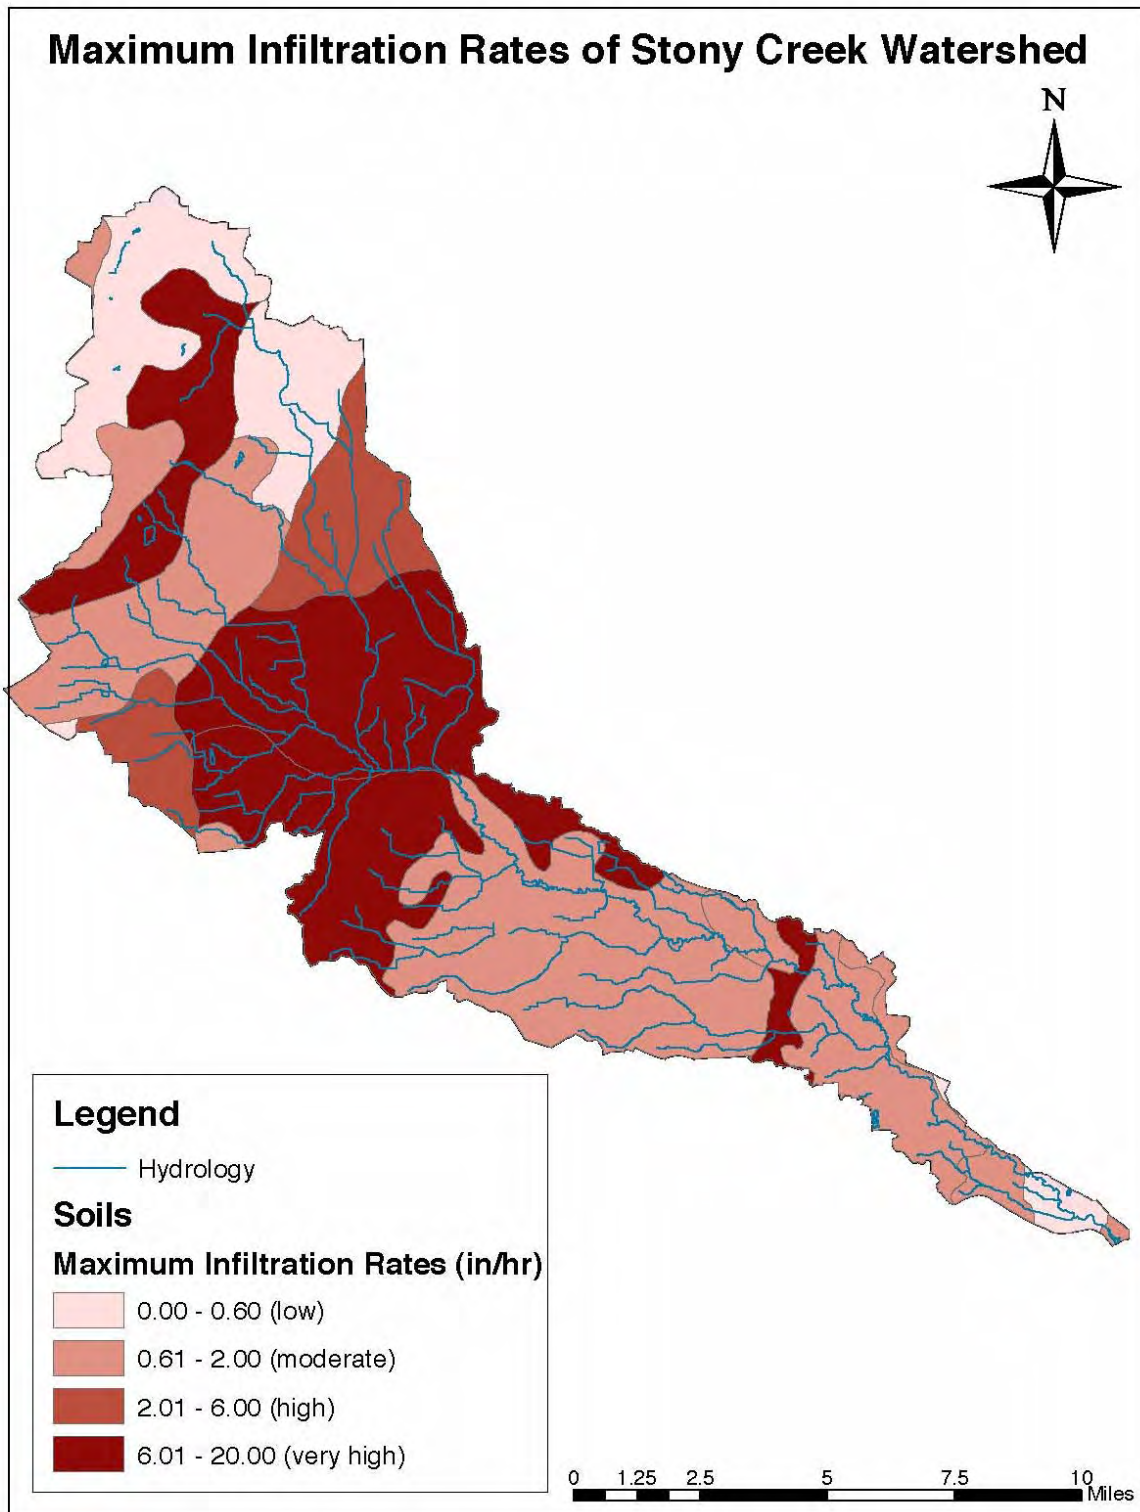 Maximum Infiltration Rates of Stony Creek Watershed
N
Legend
Hydrology
Soils
Maximum Infiltration Rates (in/hr)
0.00 - 0.60 (low)
0.61 - 2.00 (moderate)
2.01 - 6.00 (high)
6.01 - 20.00 (very high)
0 1.25 2.5 5 7.5 10
Miles